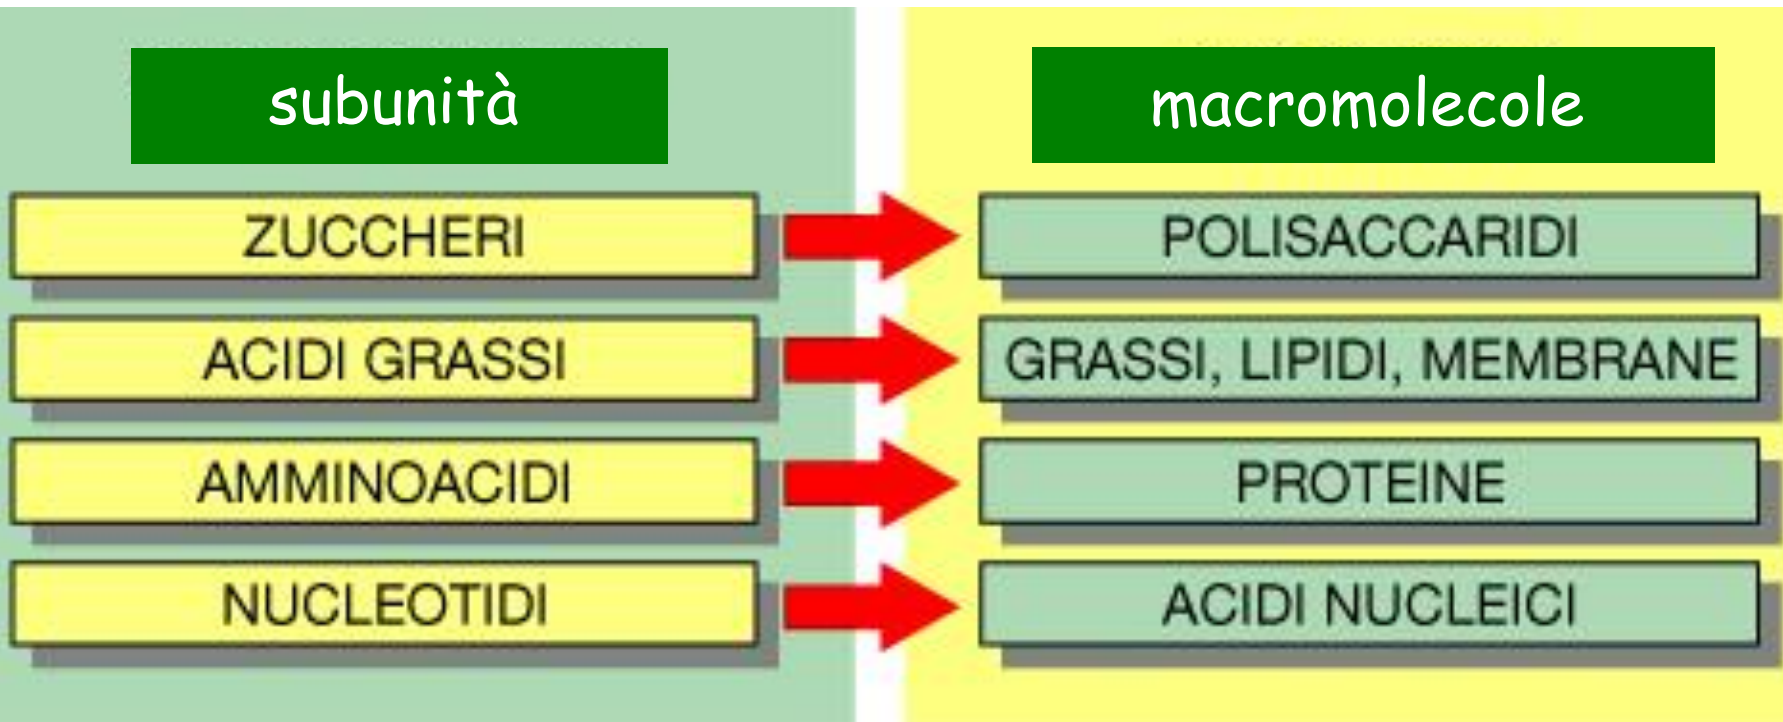 subunità
macromolecole
ZUCCHERI
POLISACCARIDI
ACIDI GRASSI
GRASSI, LIPIDI, MEMBRANE
AMMINOACIDI
PROTEINE
NUCLEOTIDI
ACIDI NUCLEICI